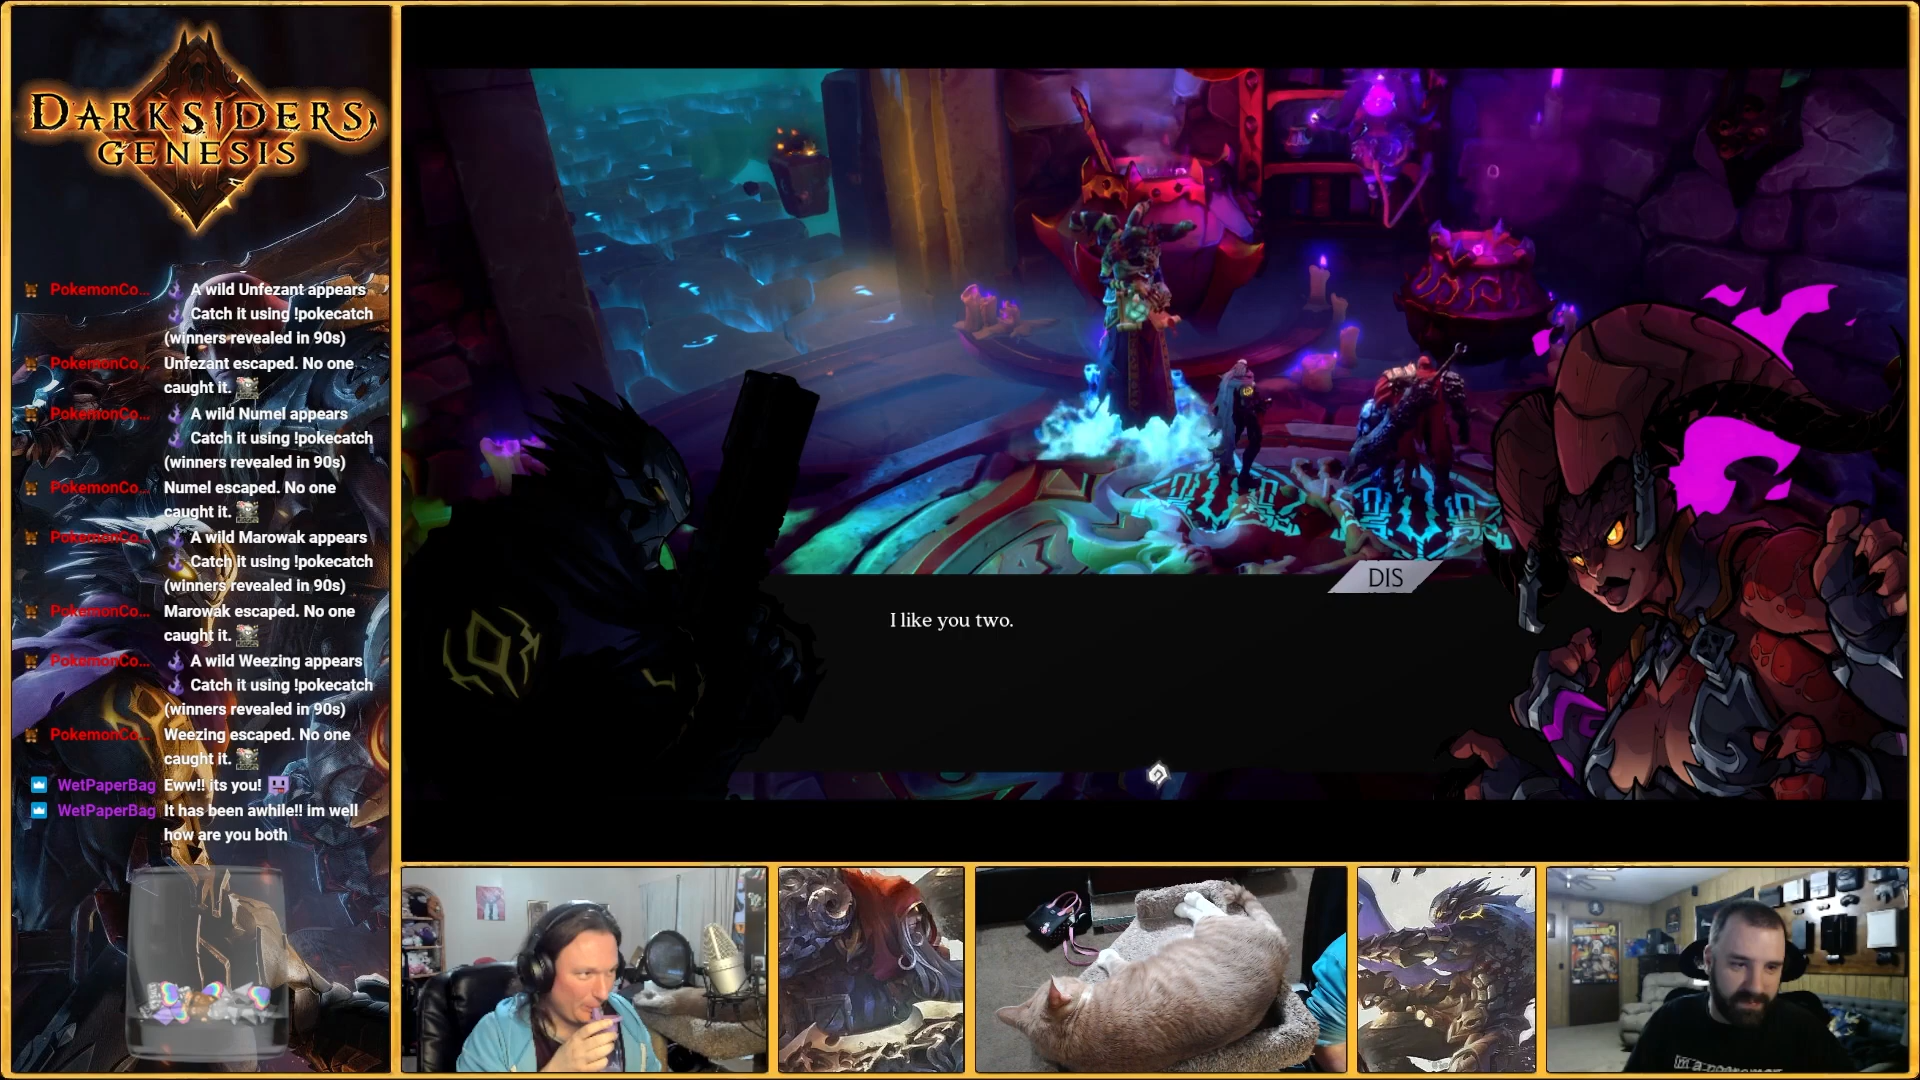 DARKSIDERS
GENESIS
PokemonCo... A wild Unfezant appears
Catch it using !pokecatch
(winners revealed in 90s)
PokemonCo... Unfezant escaped. No one
caught it.
PokemonCo... A wild Numel appears
Catch it using !pokecatch
(winners revealed in 90s)
PokemonCo... Numel escaped. No one
caught it.
PokemonCo... A wild Marowak appears
Catch it using !pokecatch
(winners revealed in 90s)
PokemonCo... Marowak escaped. No one
caught it.
PokemonCo... A wild Weezing appears
Catch it using !pokecatch
(winners revealed in 90s)
PokemonCo... Weezing escaped. No one
caught it.
WetPaperBag Eww!! its you!
WetPaperBag It has been awhile!! im well
how are you both
DIS
I like you two.